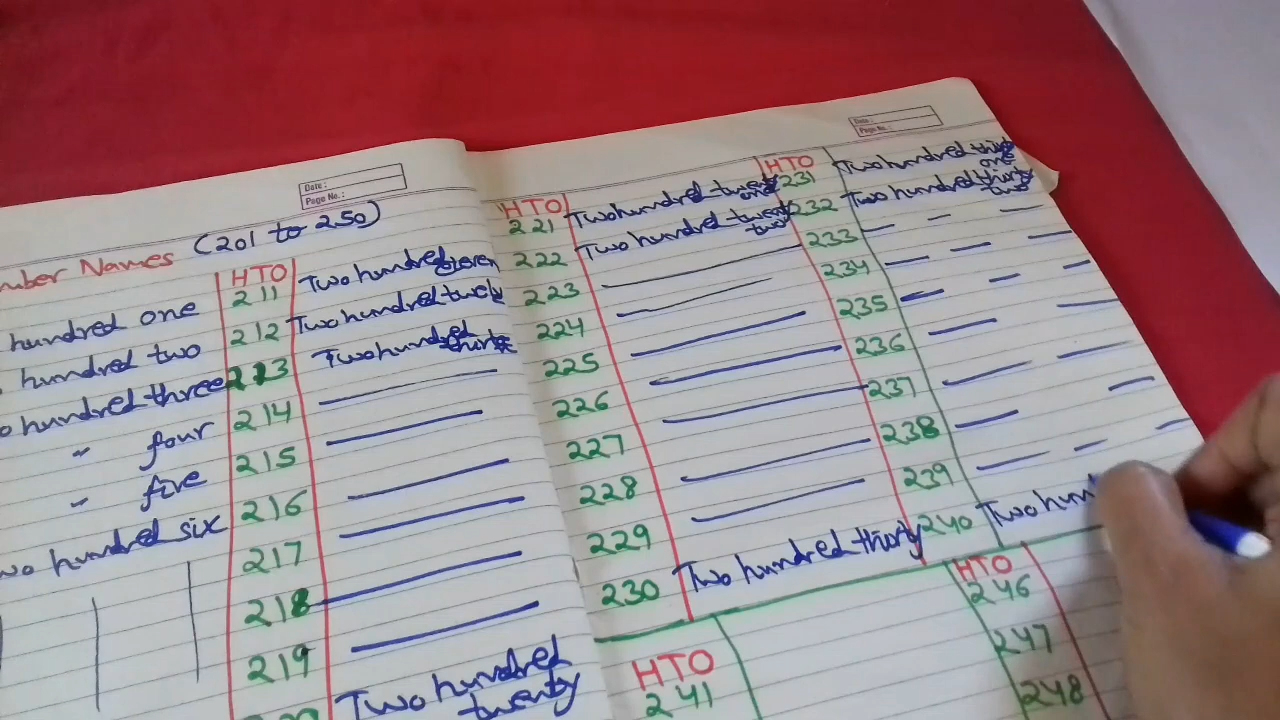 Date :
Page No.:
Number Names (201 to 250)
hundred one
hundred two
hundred three
" four
" five
Two hundred six
HTO
211 Two hundred eleven
212 Two hundred twelve
213 Two hundred
214
215
216
217
218
219
Two hundred
twenty
Date :
Page No.:
HTO
221 Two hundred twenty
one
222 Two hundred twenty
two
223
224
225
226
227
228
229
230 Two hundred thirty
HTO
231 Two hundred thirty
one
232 Two hundred thirty
two
233
234
235
236
237
238
239
240 Two hund
HTO
241
HTO
246
247
248